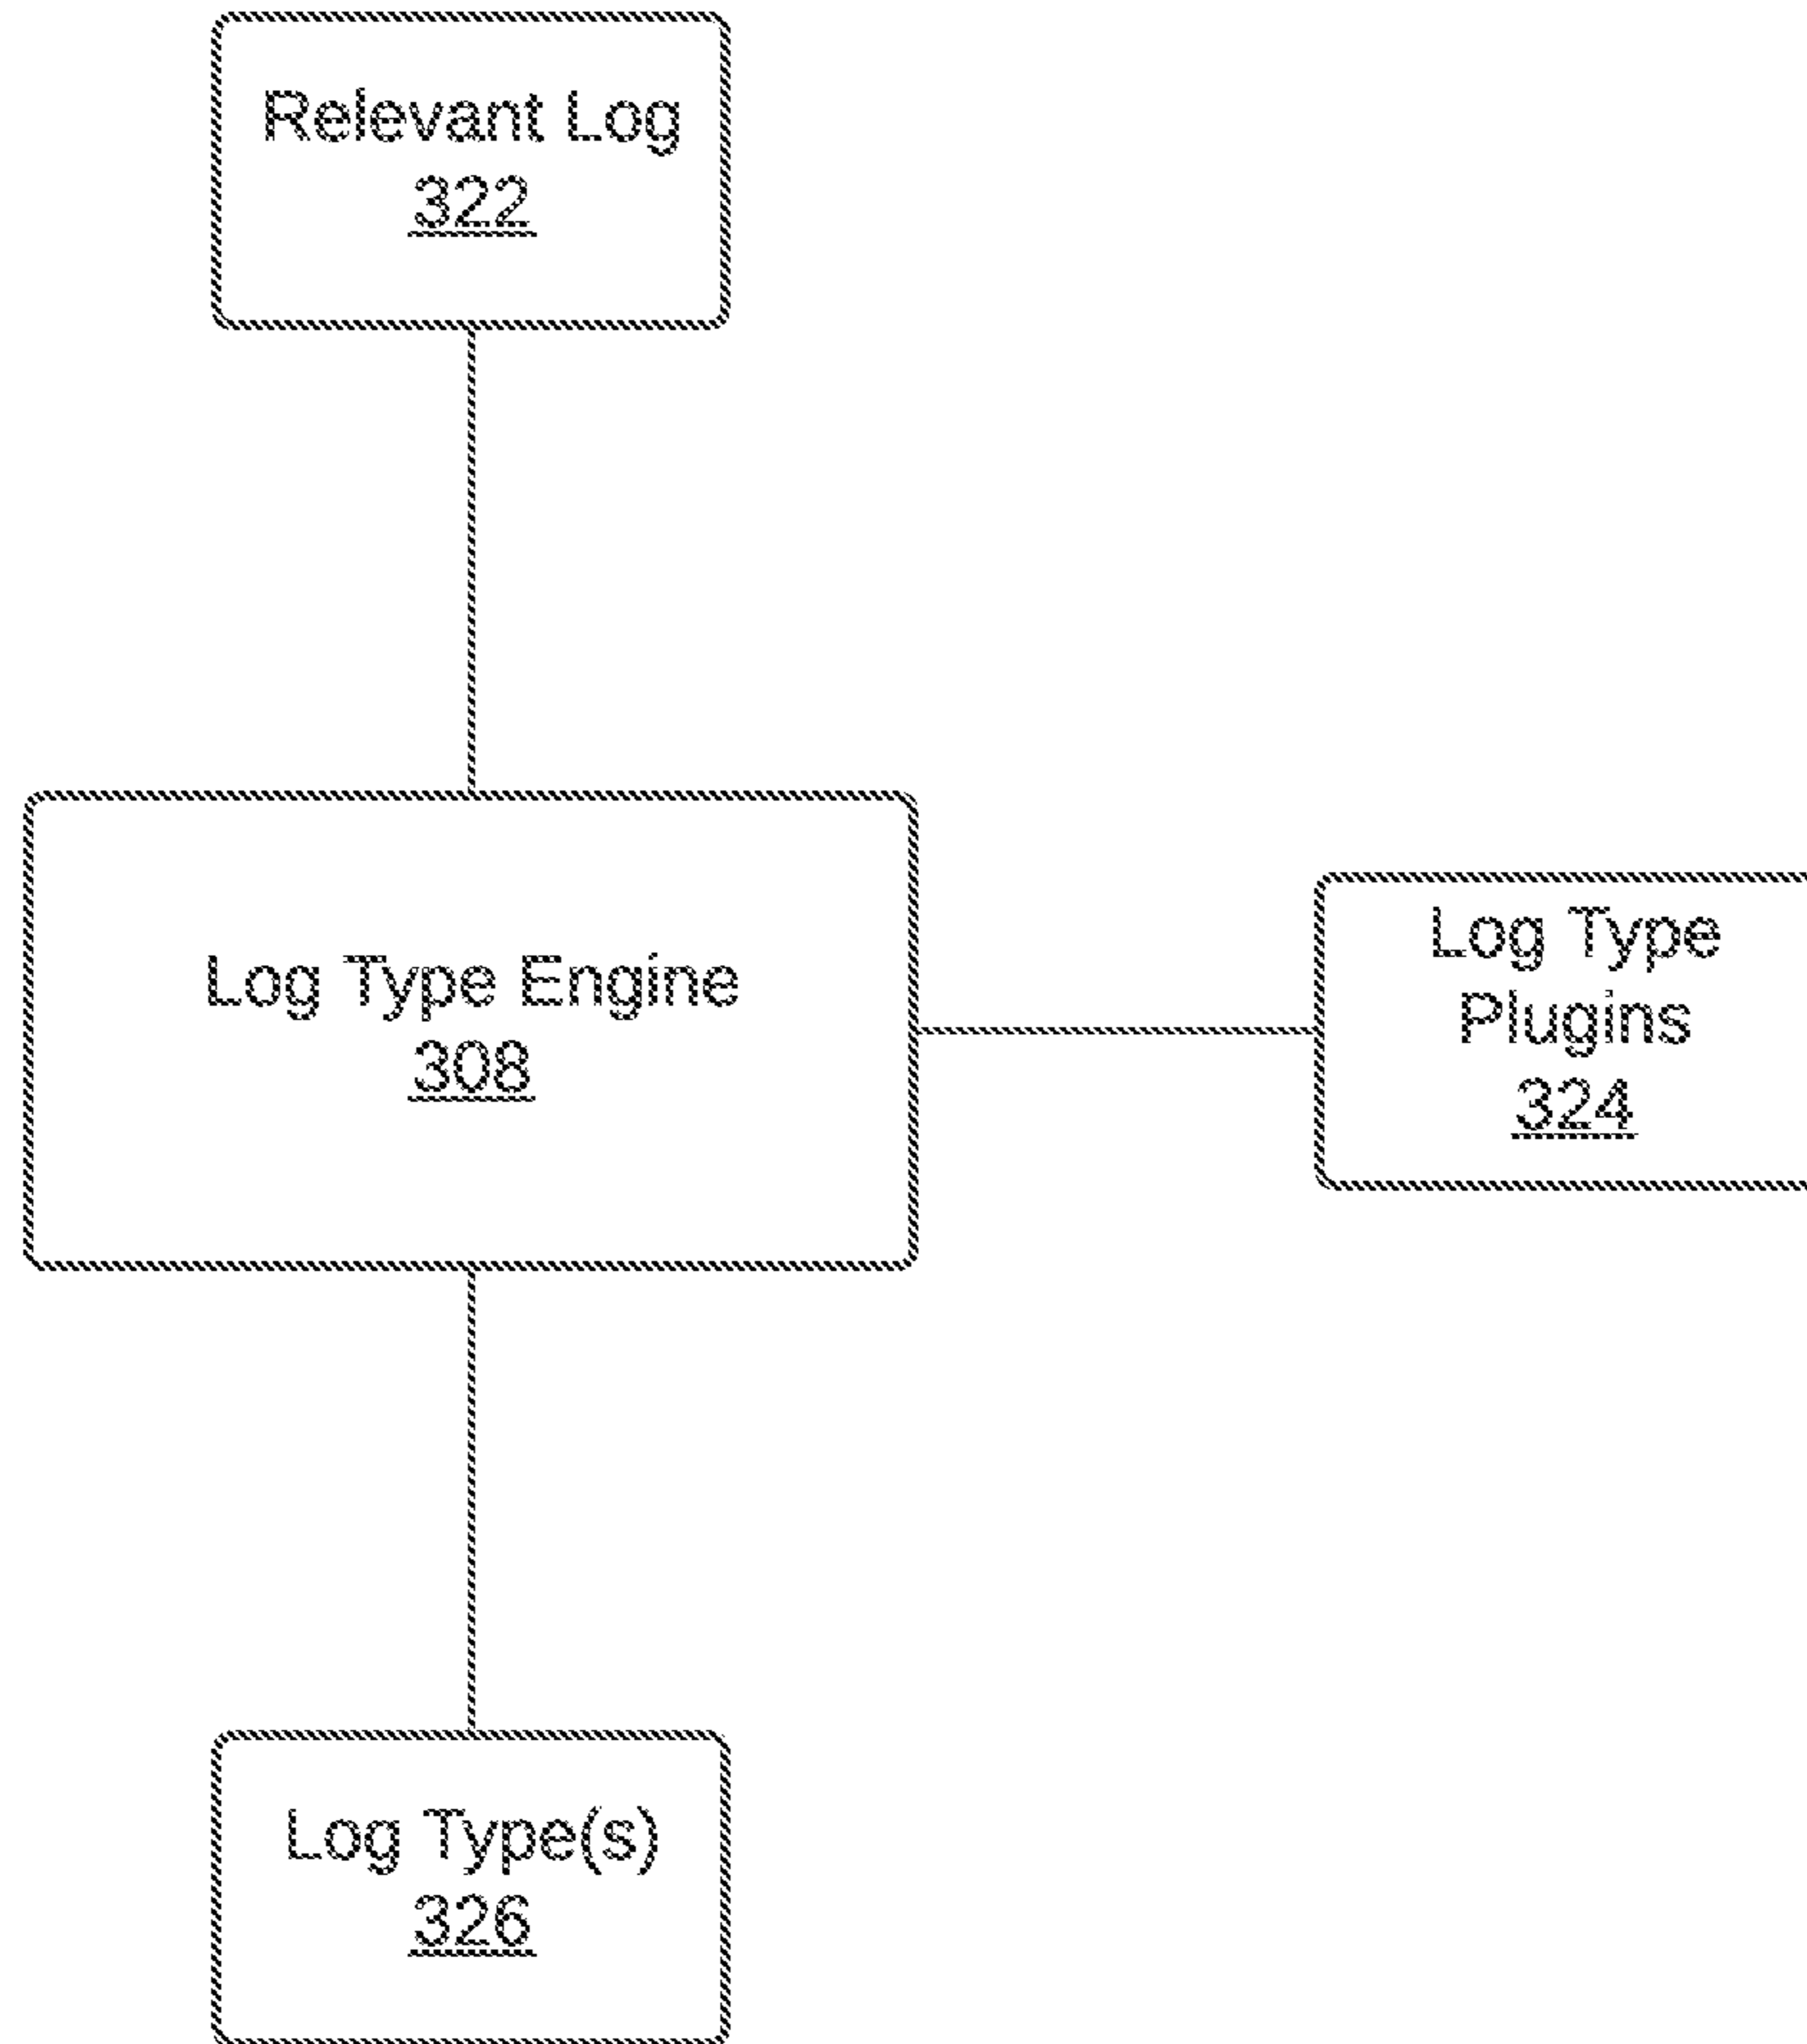 Relevant Log
322
Log Type Engine
308
Log Type
Plugins
324
Log Type(s)
326